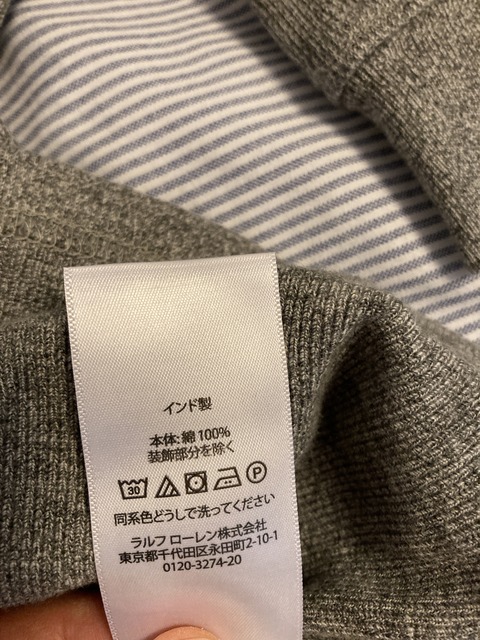 インド製
本体: 綿 100%
装飾部分を除く
30 P
同系色どうしで洗ってください
ラルフ ローレン株式会社
東京都千代田区永田町2-10-1
0120-3274-20